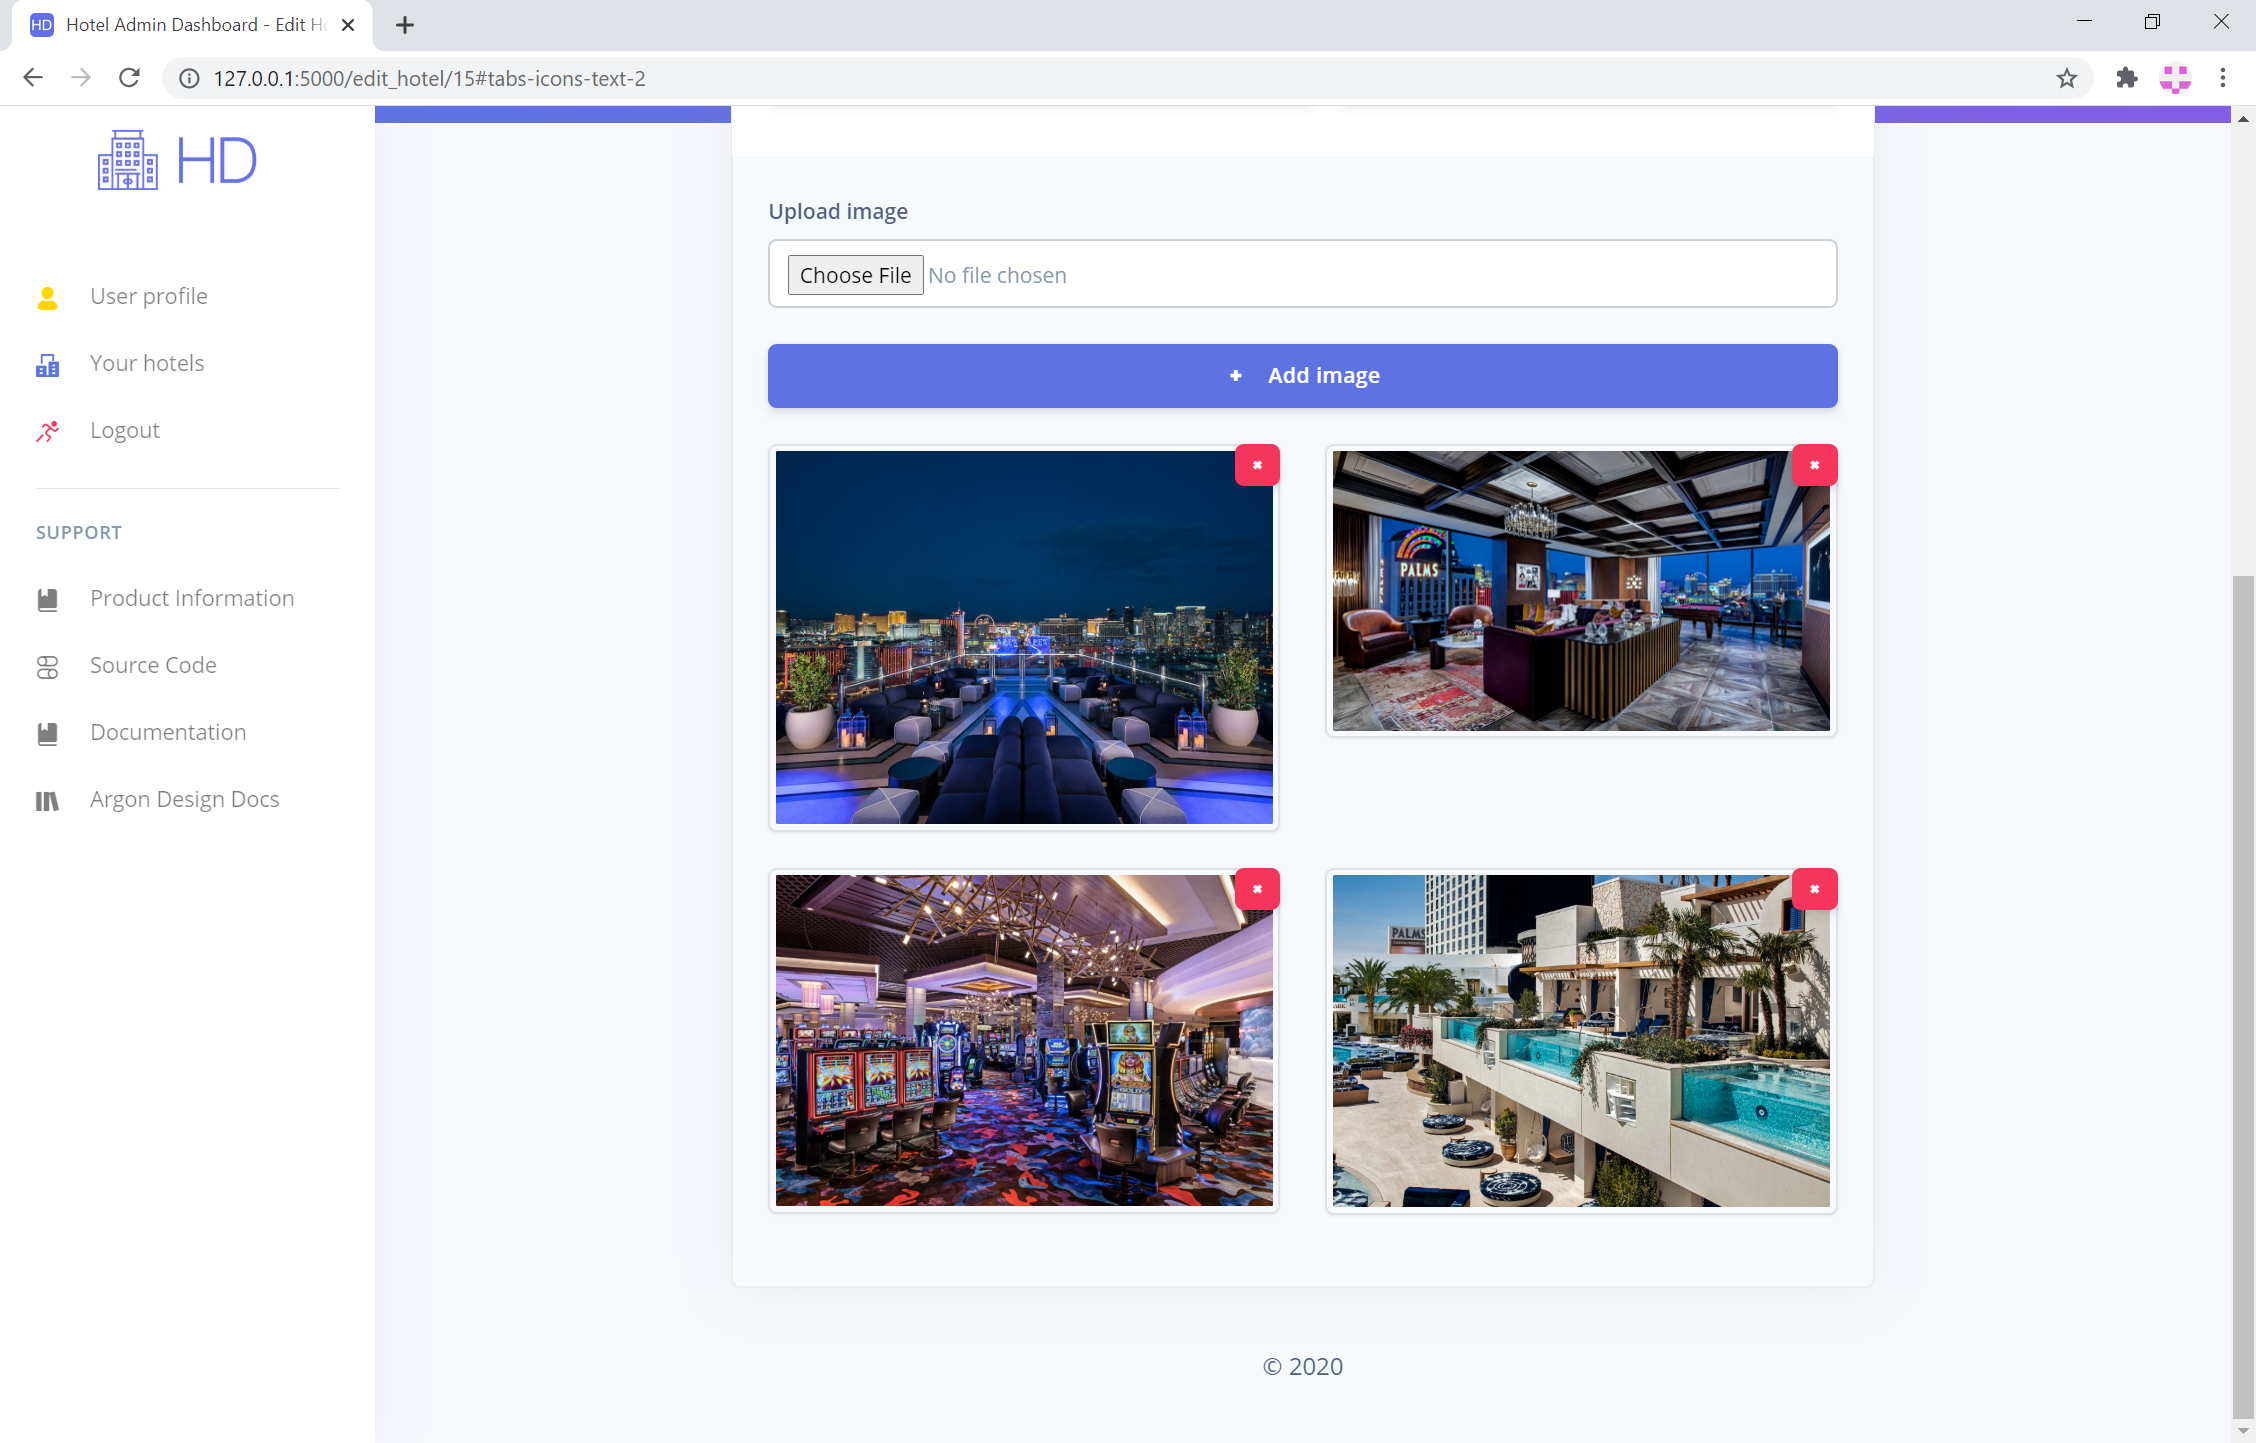 HD Hotel Admin Dashboard - Edit H
127.0.0.1:5000/edit_hotel/15#tabs-icons-text-2
HD
User profile
Your hotels
Logout
SUPPORT
Product Information
Source Code
Documentation
Argon Design Docs
Upload image
Choose File No file chosen
Add image
PALMS
PALMS
© 2020